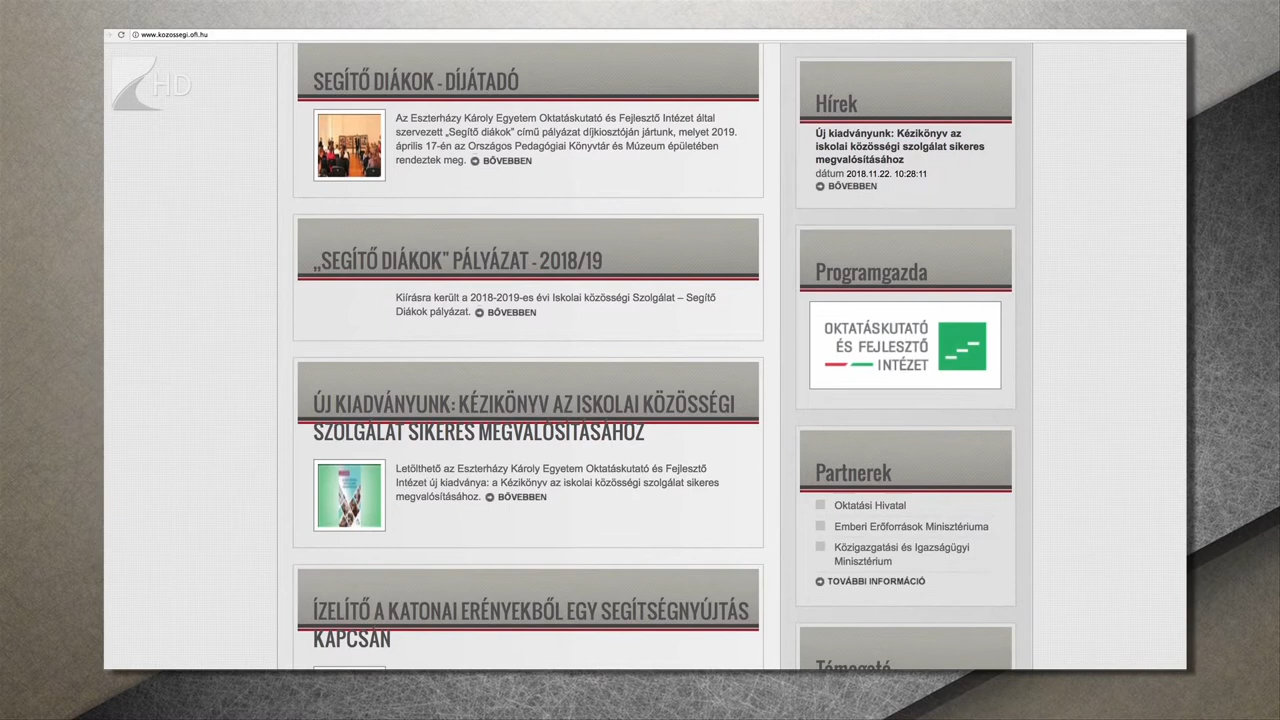 www.kozossegi.ofi.hu
HD
SEGÍTŐ DIÁKOK - DÍJÁTADÓ
Az Eszterházy Károly Egyetem Oktatáskutató és Fejlesztő Intézet által
szervezett „Segítő diákok” című pályázat díjkiosztóján jártunk, melyet 2019.
április 17-én az Országos Pedagógiai Könyvtár és Múzeum épületében
rendeztek meg. BŐVEBBEN
„SEGÍTŐ DIÁKOK” PÁLYÁZAT - 2018/19
Kiírásra került a 2018-2019-es évi Iskolai közösségi Szolgálat – Segítő
Diákok pályázat. BŐVEBBEN
ÚJ KIADVÁNYUNK: KÉZIKÖNYV AZ ISKOLAI KÖZÖSSÉGI
SZOLGÁLAT SIKERES MEGVALÓSÍTÁSÁHOZ
Letölthető az Eszterházy Károly Egyetem Oktatáskutató és Fejlesztő
Intézet új kiadványa: a Kézikönyv az iskolai közösségi szolgálat sikeres
megvalósításához. BŐVEBBEN
ÍZELÍTŐ A KATONAI ERÉNYEKBŐL EGY SEGÍTSÉGNYÚJTÁS
KAPCSÁN
Hírek
Új kiadványunk: Kézikönyv az
iskolai közösségi szolgálat sikeres
megvalósításához
dátum 2018.11.22. 10:28:11
BŐVEBBEN
Programgazda
OKTATÁSKUTATÓ
ÉS FEJLESZTŐ
INTÉZET
Partnerek
Oktatási Hivatal
Emberi Erőforrások Minisztériuma
Közigazgatási és Igazságügyi
Minisztérium
TOVÁBBI INFORMÁCIÓ
Támogató